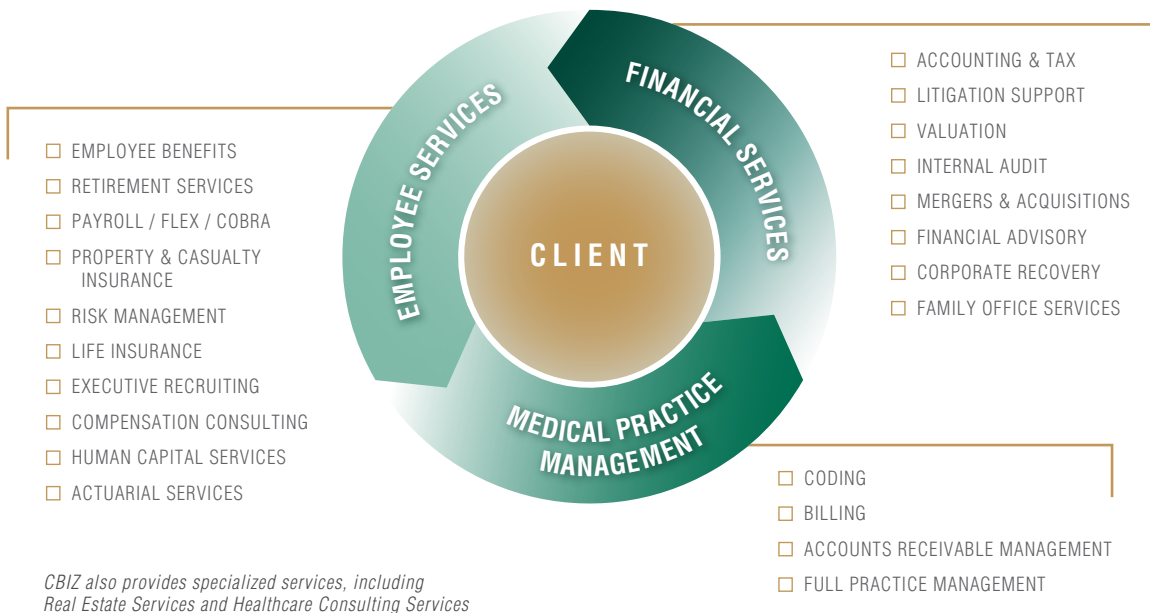 EMPLOYEE SERVICES
EMPLOYEE BENEFITS
RETIREMENT SERVICES
PAYROLL / FLEX / COBRA
PROPERTY & CASUALTY
INSURANCE
RISK MANAGEMENT
LIFE INSURANCE
EXECUTIVE RECRUITING
COMPENSATION CONSULTING
HUMAN CAPITAL SERVICES
ACTUARIAL SERVICES
CLIENT
FINANCIAL SERVICES
ACCOUNTING & TAX
LITIGATION SUPPORT
VALUATION
INTERNAL AUDIT
MERGERS & ACQUISITIONS
FINANCIAL ADVISORY
CORPORATE RECOVERY
FAMILY OFFICE SERVICES
MEDICAL PRACTICE
MANAGEMENT
CODING
BILLING
ACCOUNTS RECEIVABLE MANAGEMENT
FULL PRACTICE MANAGEMENT
CBIZ also provides specialized services, including
Real Estate Services and Healthcare Consulting Services